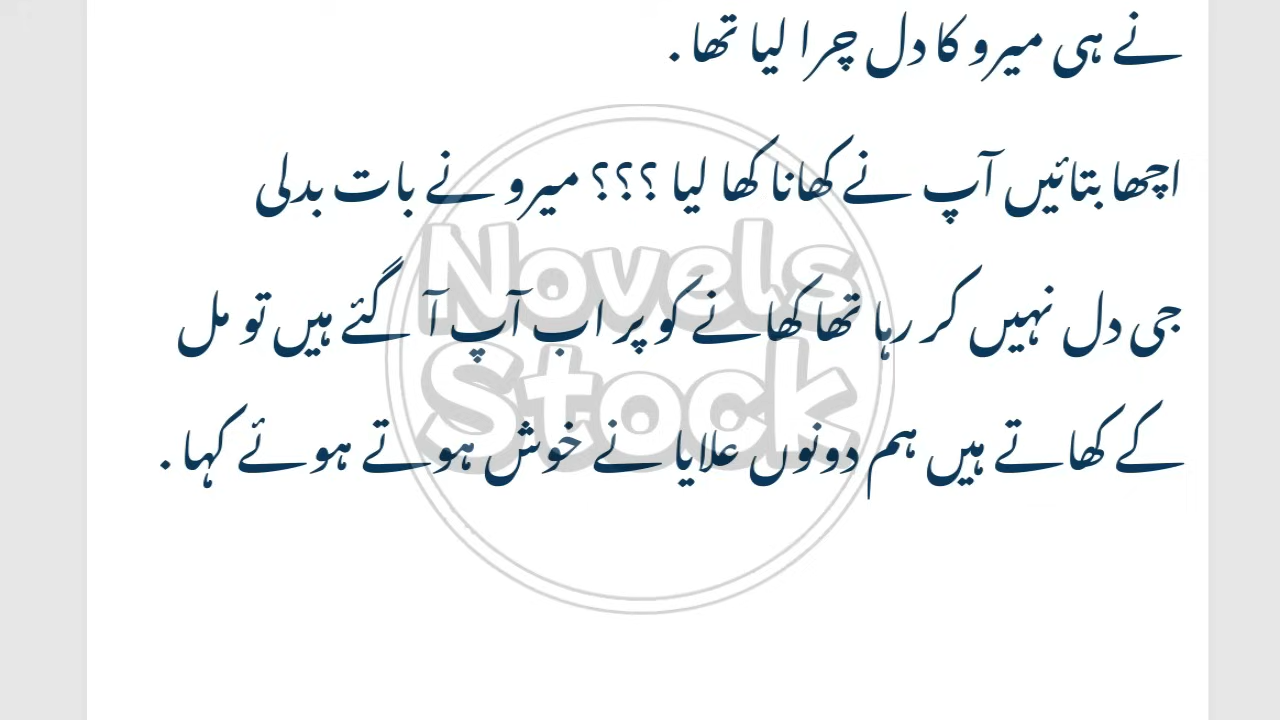 نے ہی میرو کا دل چرا لیا تھا.
اچھا بتائیں آپ نے کھانا کھا لیا ؟؟؟ میرو نے بات بدلی
جی دل نہیں کر رہا تھا کھانے کو پر اب آپ آ گئے ہیں تو مل
کے کھاتے ہیں ہم دونوں علایا نے خوش ہوتے ہوئے کہا.
Novels
Stock